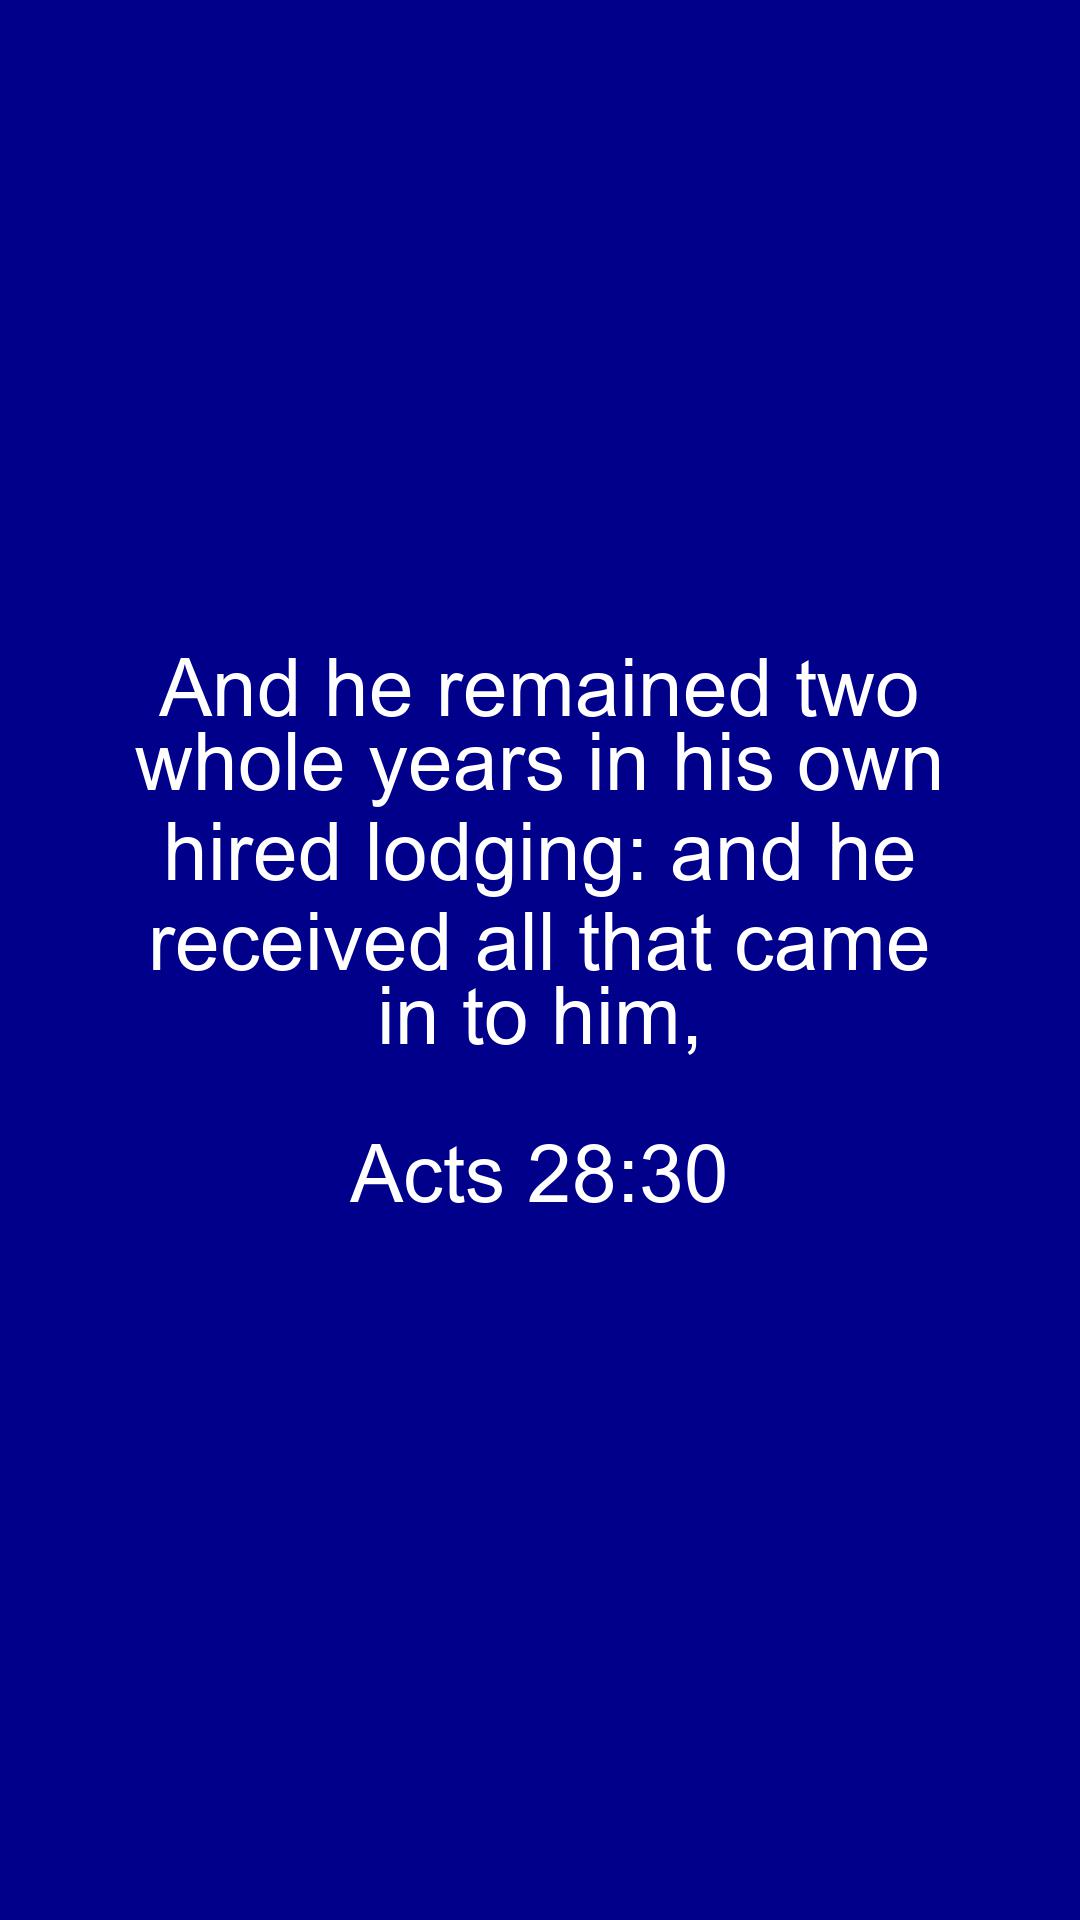 And he remained two
whole years in his own
hired lodging: and he
received all that came
in to him,
Acts 28:30